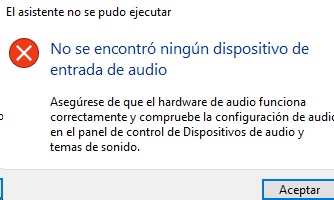 El asistente no se pudo ejecutar
No se encontró ningún dispositivo de
entrada de audio
Asegúrese de que el hardware de audio funciona
correctamente y compruebe la configuración de audio
en el panel de control de Dispositivos de audio y
temas de sonido.
Aceptar